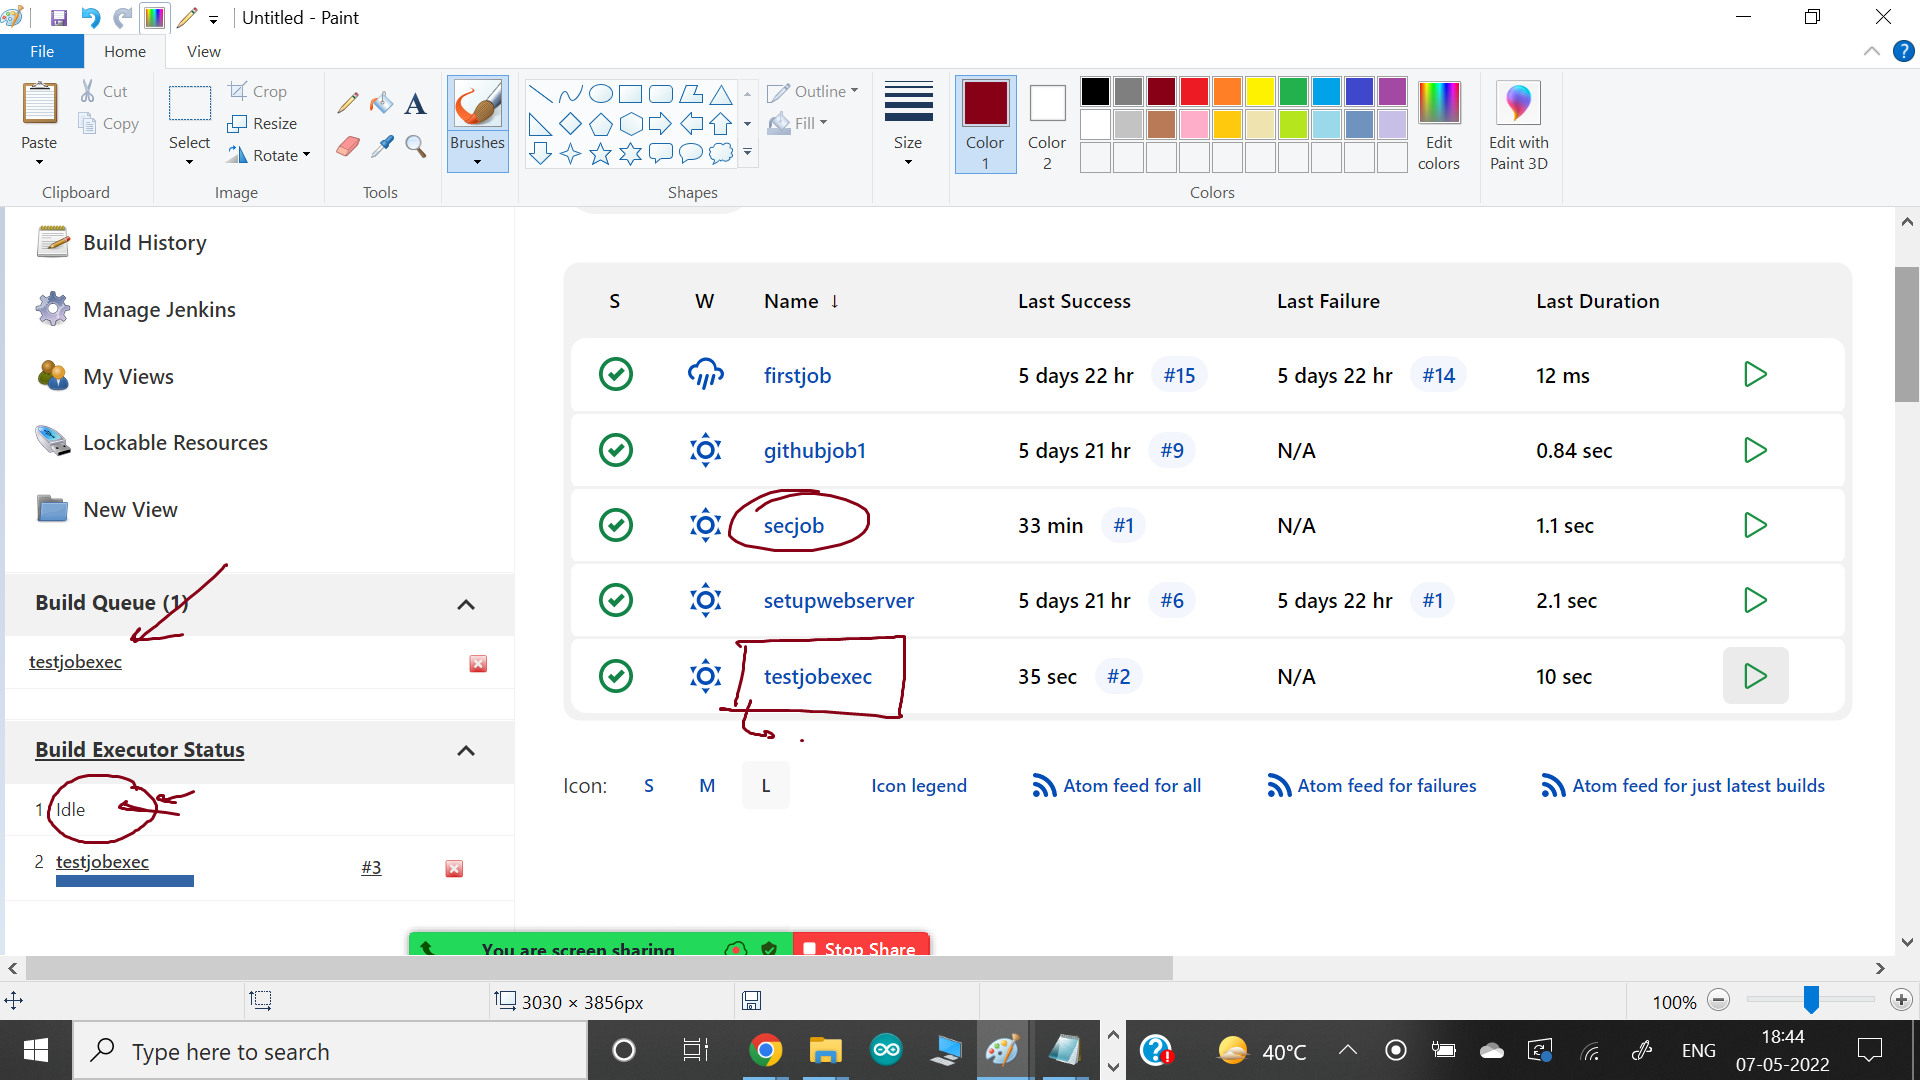 Untitled - Paint
File
Home
View
Paste
Cut
Copy
Clipboard
Select
Crop
Resize
Rotate
Image
A
Tools
Brushes
Outline
Fill
Shapes
Size
Color 1
Color 2
Edit colors
Colors
Edit with Paint 3D
Build History
Manage Jenkins
My Views
Lockable Resources
New View
Build Queue (1)
testjobexec
Build Executor Status
1 Idle
2 testjobexec #3
S W Name ↓ Last Success Last Failure Last Duration
firstjob 5 days 22 hr #15 5 days 22 hr #14 12 ms
githubjob1 5 days 21 hr #9 N/A 0.84 sec
secjob 33 min #1 N/A 1.1 sec
setupwebserver 5 days 21 hr #6 5 days 22 hr #1 2.1 sec
testjobexec 35 sec #2 N/A 10 sec
Icon: S M L Icon legend Atom feed for all Atom feed for failures Atom feed for just latest builds
You are screen sharing Stop Share
3030 × 3856px
100%
Type here to search
40°C
ENG
18:44
07-05-2022